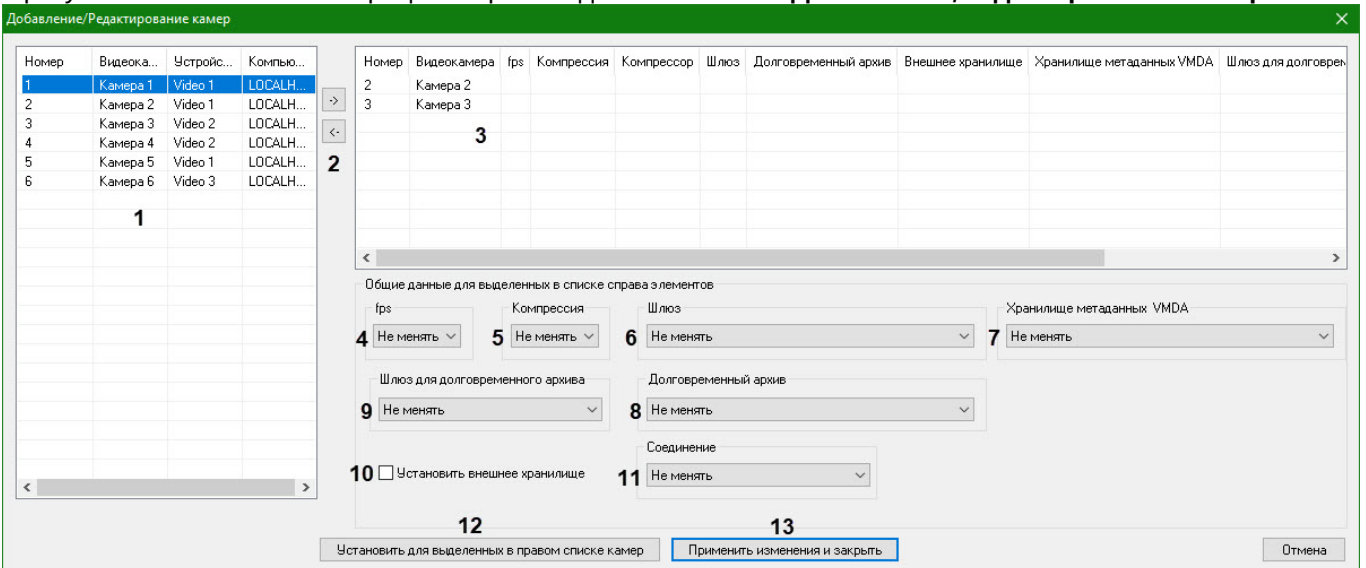 Добавление/Редактирование камер
Номер Видеока... Устройс... Компью...
1 Камера 1 Video 1 LOCALH...
2 Камера 2 Video 1 LOCALH...
3 Камера 3 Video 2 LOCALH...
4 Камера 4 Video 2 LOCALH...
5 Камера 5 Video 1 LOCALH...
6 Камера 6 Video 3 LOCALH...
1
->
<-
2
Номер Видеокамера fps Компрессия Компрессор Шлюз Долговременный архив Внешнее хранилище Хранилище метаданных VMDA Шлюз для долговрем
2 Камера 2
3 Камера 3
3
Общие данные для выделенных в списке справа элементов
fps Компрессия Шлюз Хранилище метаданных VMDA
4 Не менять 5 Не менять 6 Не менять 7 Не менять
Шлюз для долговременного архива Долговременный архив
9 Не менять 8 Не менять
Соединение
10 Установить внешнее хранилище 11 Не менять
12 13
Установить для выделенных в правом списке камер Применить изменения и закрыть Отмена